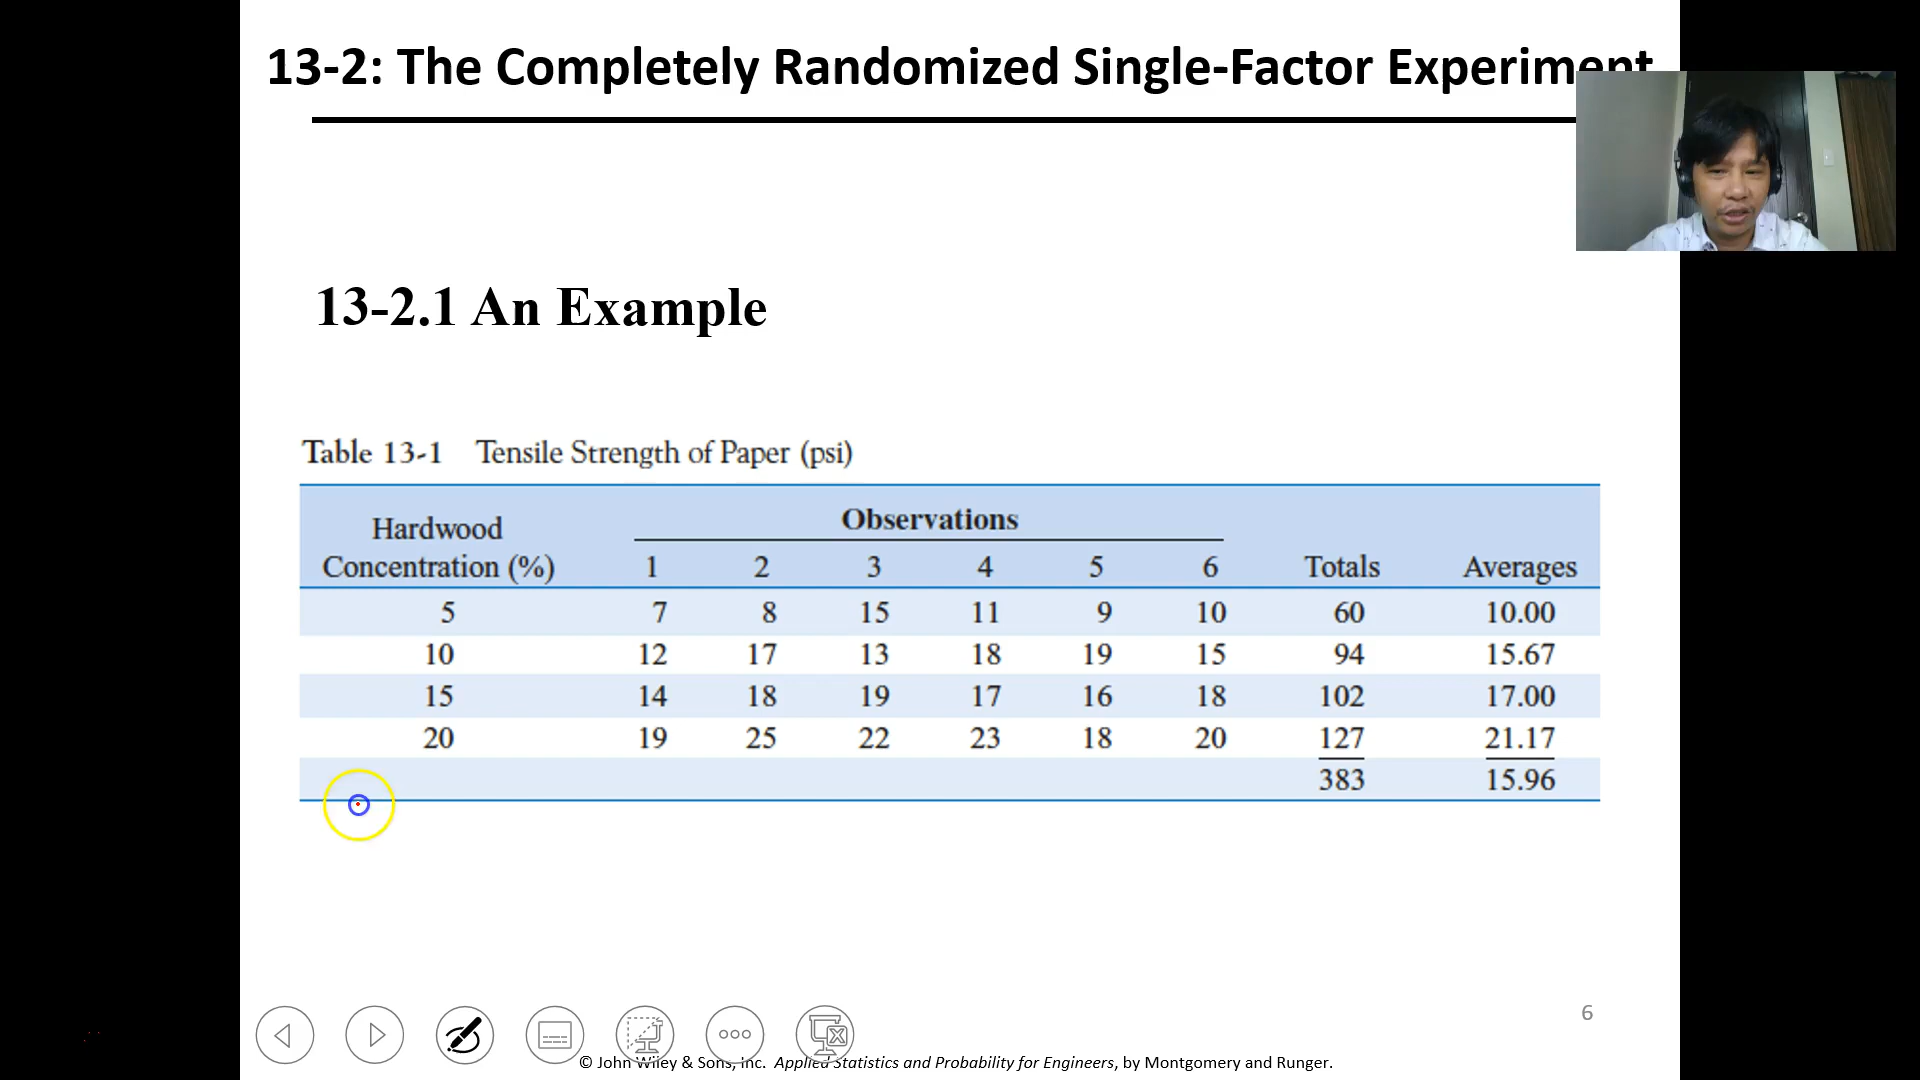 13-2: The Completely Randomized Single-Factor Experiment
13-2.1 An Example
Table 13-1 Tensile Strength of Paper (psi)
Observations
Hardwood
Concentration (%) 1 2 3 4 5 6 Totals Averages
5 7 8 15 11 9 10 60 10.00
10 12 17 13 18 19 15 94 15.67
15 14 18 19 17 16 18 102 17.00
20 19 25 22 23 18 20 127 21.17
383 15.96
6
© John Wiley & Sons, Inc. Applied Statistics and Probability for Engineers, by Montgomery and Runger.